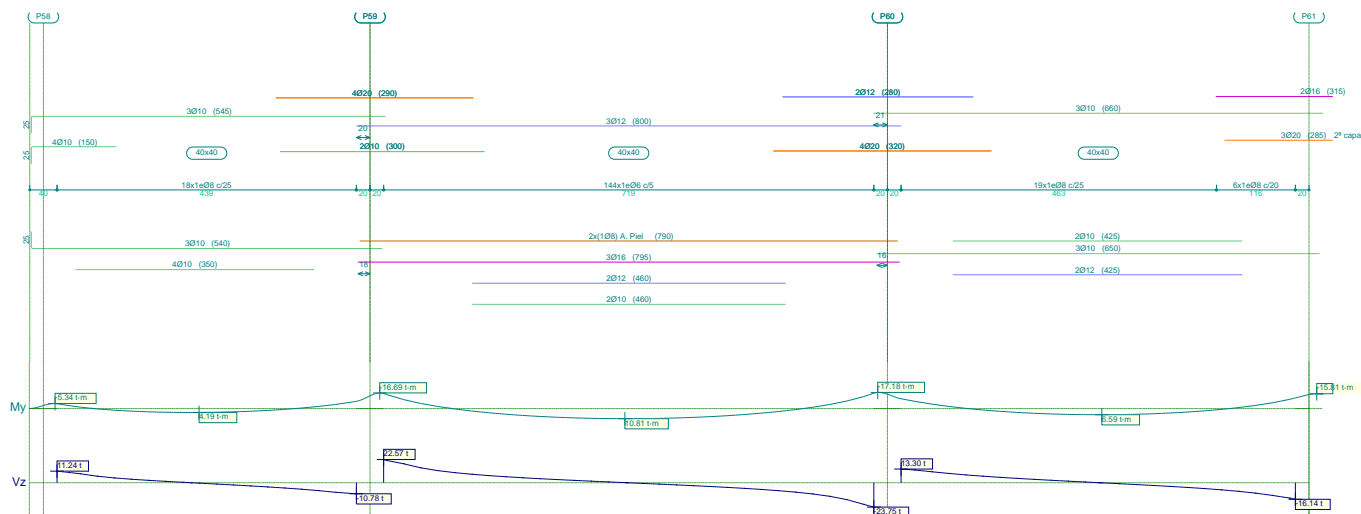 P58 P59 P60 P61
4Ø20 (290) 2Ø12 (280) 2Ø16 (315)
3Ø10 (545) 3Ø10 (660)
25 20 3Ø12 (800) 21
3Ø20 (285) 2ª capa
4Ø10 (150) 2Ø10 (300) 4Ø20 (320)
25 40x40 40x40 40x40
18x1eØ8 c/25 144x1eØ6 c/5 19x1eØ8 c/25 6x1eØ8 c/20
40 439 20 20 719 20 20 463 116 20
25 2x(1Ø8) A. Piel (790) 2Ø10 (425)
3Ø10 (540) 3Ø10 (650)
18 3Ø16 (795) 16
4Ø10 (350) 2Ø12 (460) 2Ø12 (425)
2Ø10 (460)
-5.34 t·m -16.69 t·m -17.18 t·m -15.81 t·m
My
4.19 t·m 10.81 t·m 6.59 t·m
11.24 t 22.57 t 13.30 t
Vz
-10.78 t -23.75 t -16.14 t